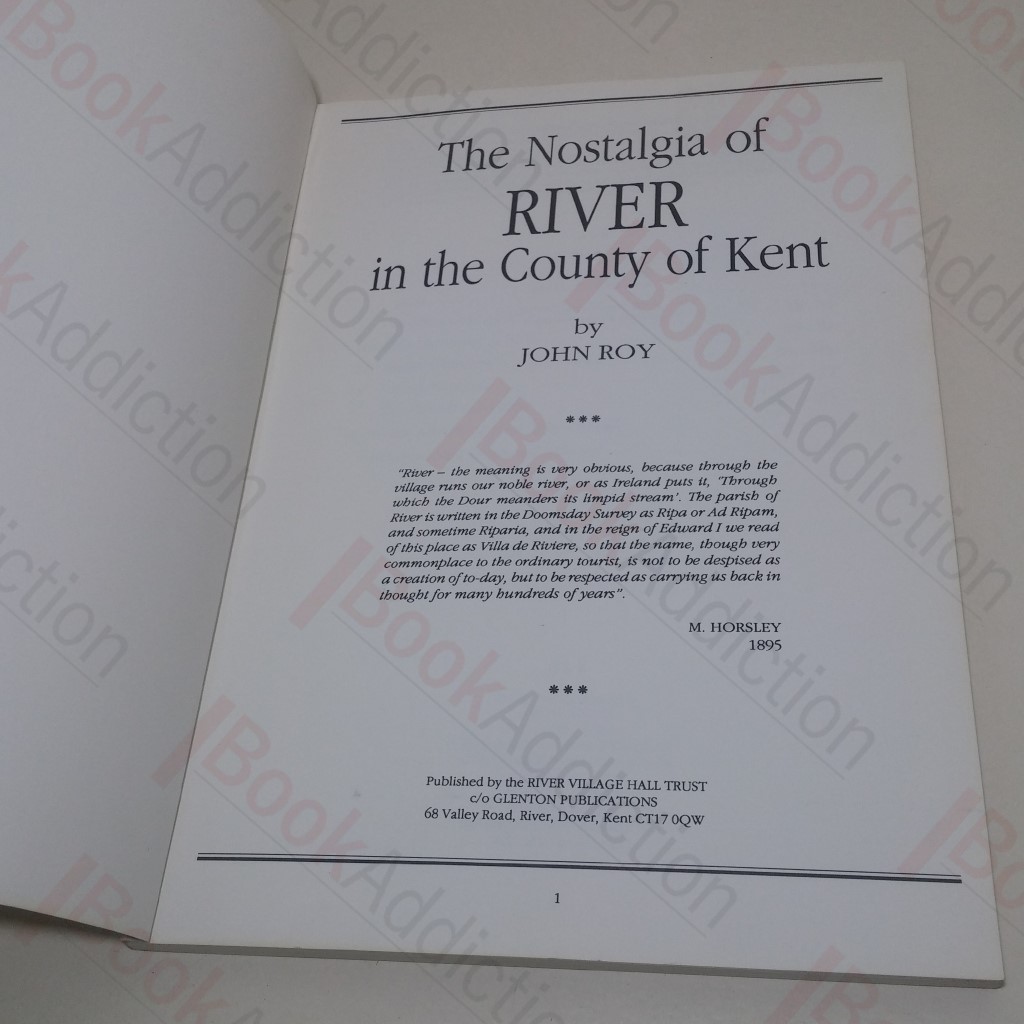 The Nostalgia of
RIVER
in the County of Kent
by
JOHN ROY
***
"River – the meaning is very obvious, because through the
village runs our noble river, or as Ireland puts it, 'Through
which the Dour meanders its limpid stream'. The parish of
River is written in the Doomsday Survey as Ripa or Ad Ripam,
and sometime Riparia, and in the reign of Edward I we read
of this place as Villa de Riviere, so that the name, though very
commonplace to the ordinary tourist, is not to be despised as
a creation of to-day, but to be respected as carrying us back in
thought for many hundreds of years".
M. HORSLEY
1895
***
Published by the RIVER VILLAGE HALL TRUST
c/o GLENTON PUBLICATIONS
68 Valley Road, River, Dover, Kent CT17 0QW
1
BookAddiction
BookAddiction
BookAddiction
BookAddiction
BookAddiction
BookAddiction